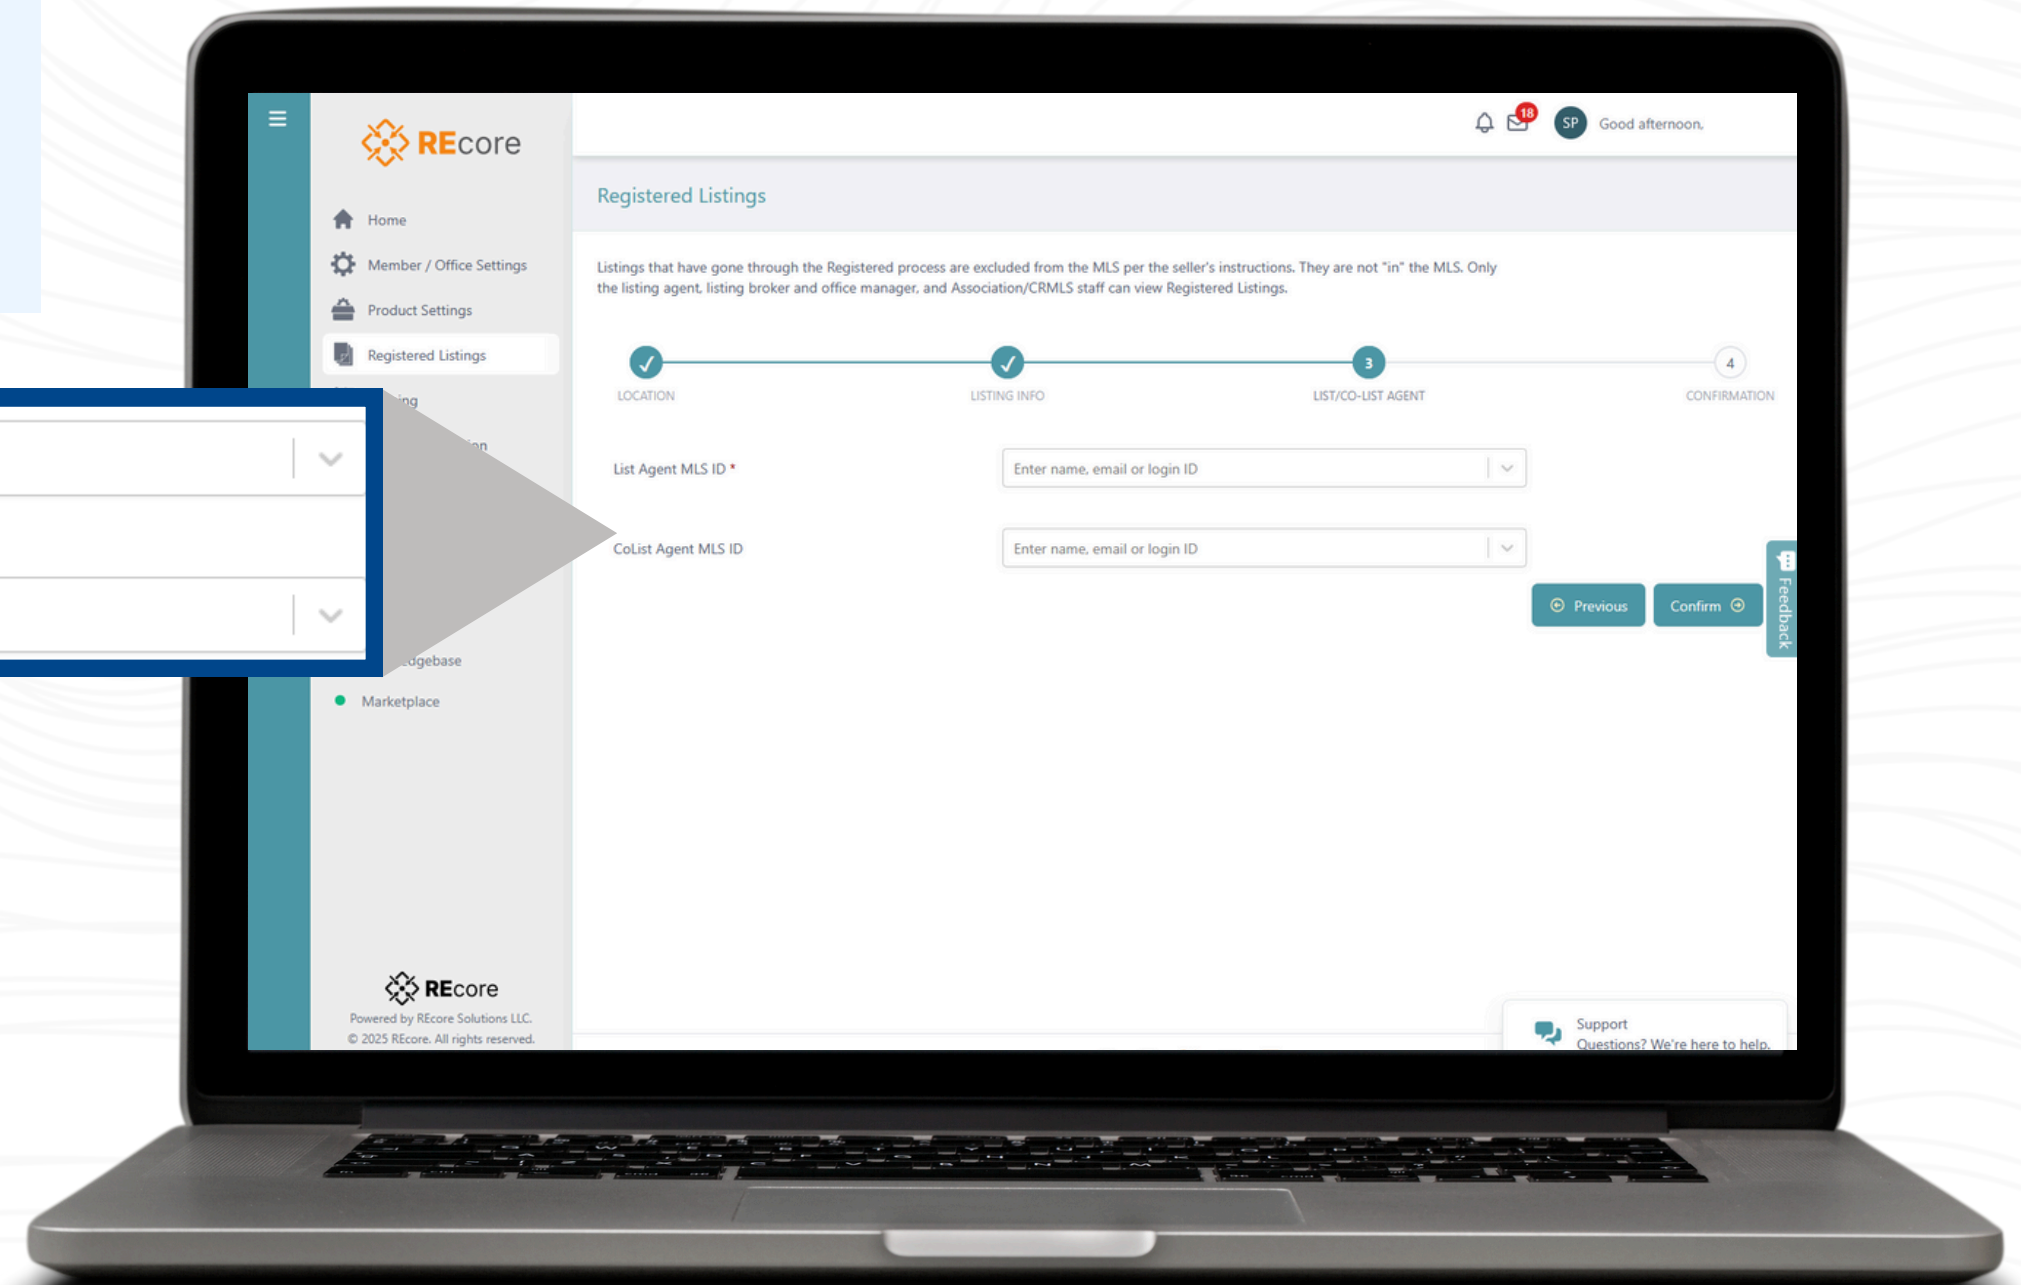 REcore
18
SP
Good afternoon.
Home
Member / Office Settings
Product Settings
Registered Listings
Marketplace
Registered Listings
Listings that have gone through the Registered process are excluded from the MLS per the seller's instructions. They are not "in" the MLS. Only
the listing agent, listing broker and office manager, and Association/CRMLS staff can view Registered Listings.
3
4
LOCATION
LISTING INFO
LIST/CO-LIST AGENT
CONFIRMATION
List Agent MLS ID *
Enter name, email or login ID
CoList Agent MLS ID
Enter name, email or login ID
Previous
Confirm
Feedback
REcore
Powered by REcore Solutions LLC.
© 2025 REcore. All rights reserved.
Support
Questions? We're here to help.